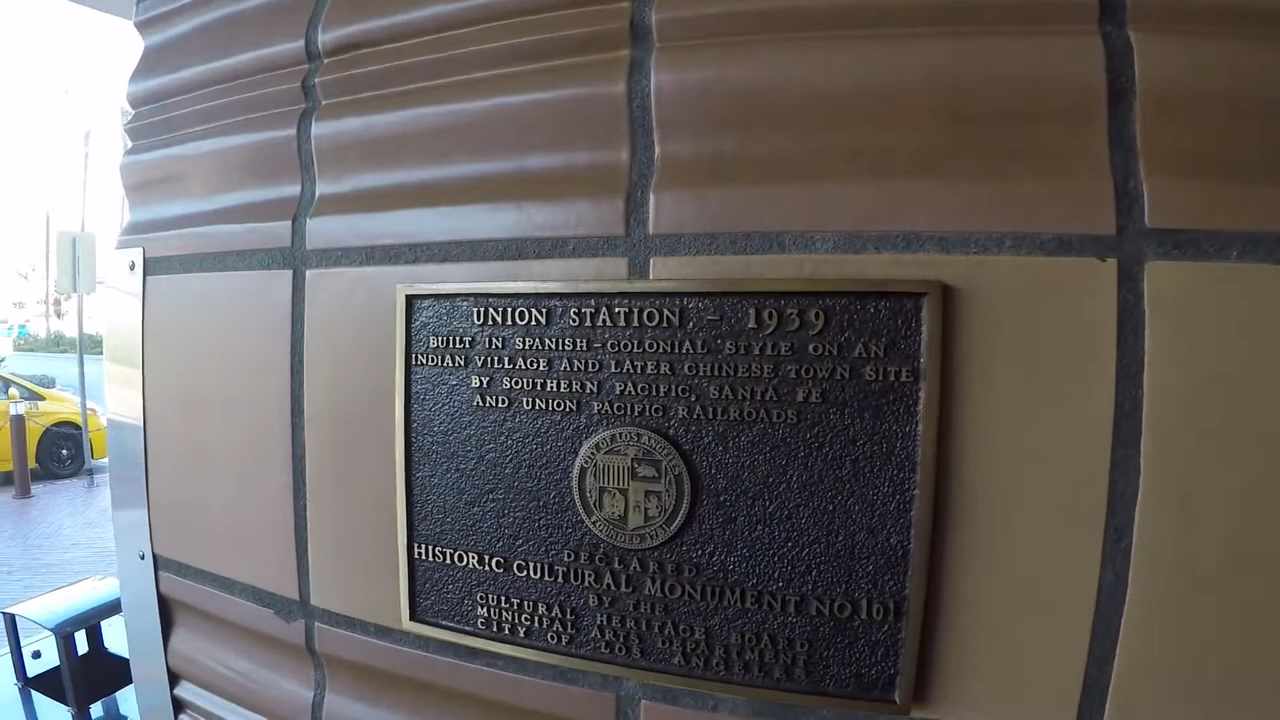 UNION STATION - 1939
BUILT IN SPANISH-COLONIAL STYLE ON AN
INDIAN VILLAGE AND LATER CHINESE TOWN SITE
BY SOUTHERN PACIFIC, SANTA FE
AND UNION PACIFIC RAILROADS
CITY OF LOS ANGELES
FOUNDED 1781
DECLARED
HISTORIC CULTURAL MONUMENT NO.101
BY THE
CULTURAL HERITAGE BOARD
MUNICIPAL ARTS DEPARTMENT
CITY OF LOS ANGELES